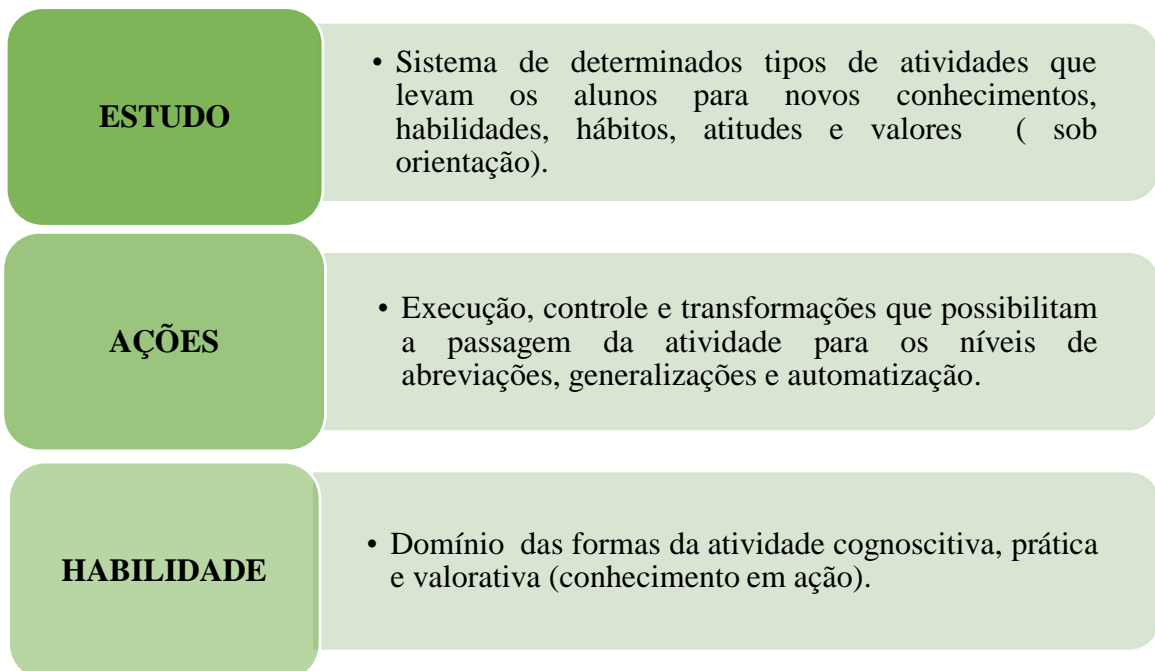 ESTUDO
• Sistema de determinados tipos de atividades que
levam os alunos para novos conhecimentos,
habilidades, hábitos, atitudes e valores ( sob
orientação).
AÇÕES
• Execução, controle e transformações que possibilitam
a passagem da atividade para os níveis de
abreviações, generalizações e automatização.
HABILIDADE
• Domínio das formas da atividade cognoscitiva, prática
e valorativa (conhecimento em ação).